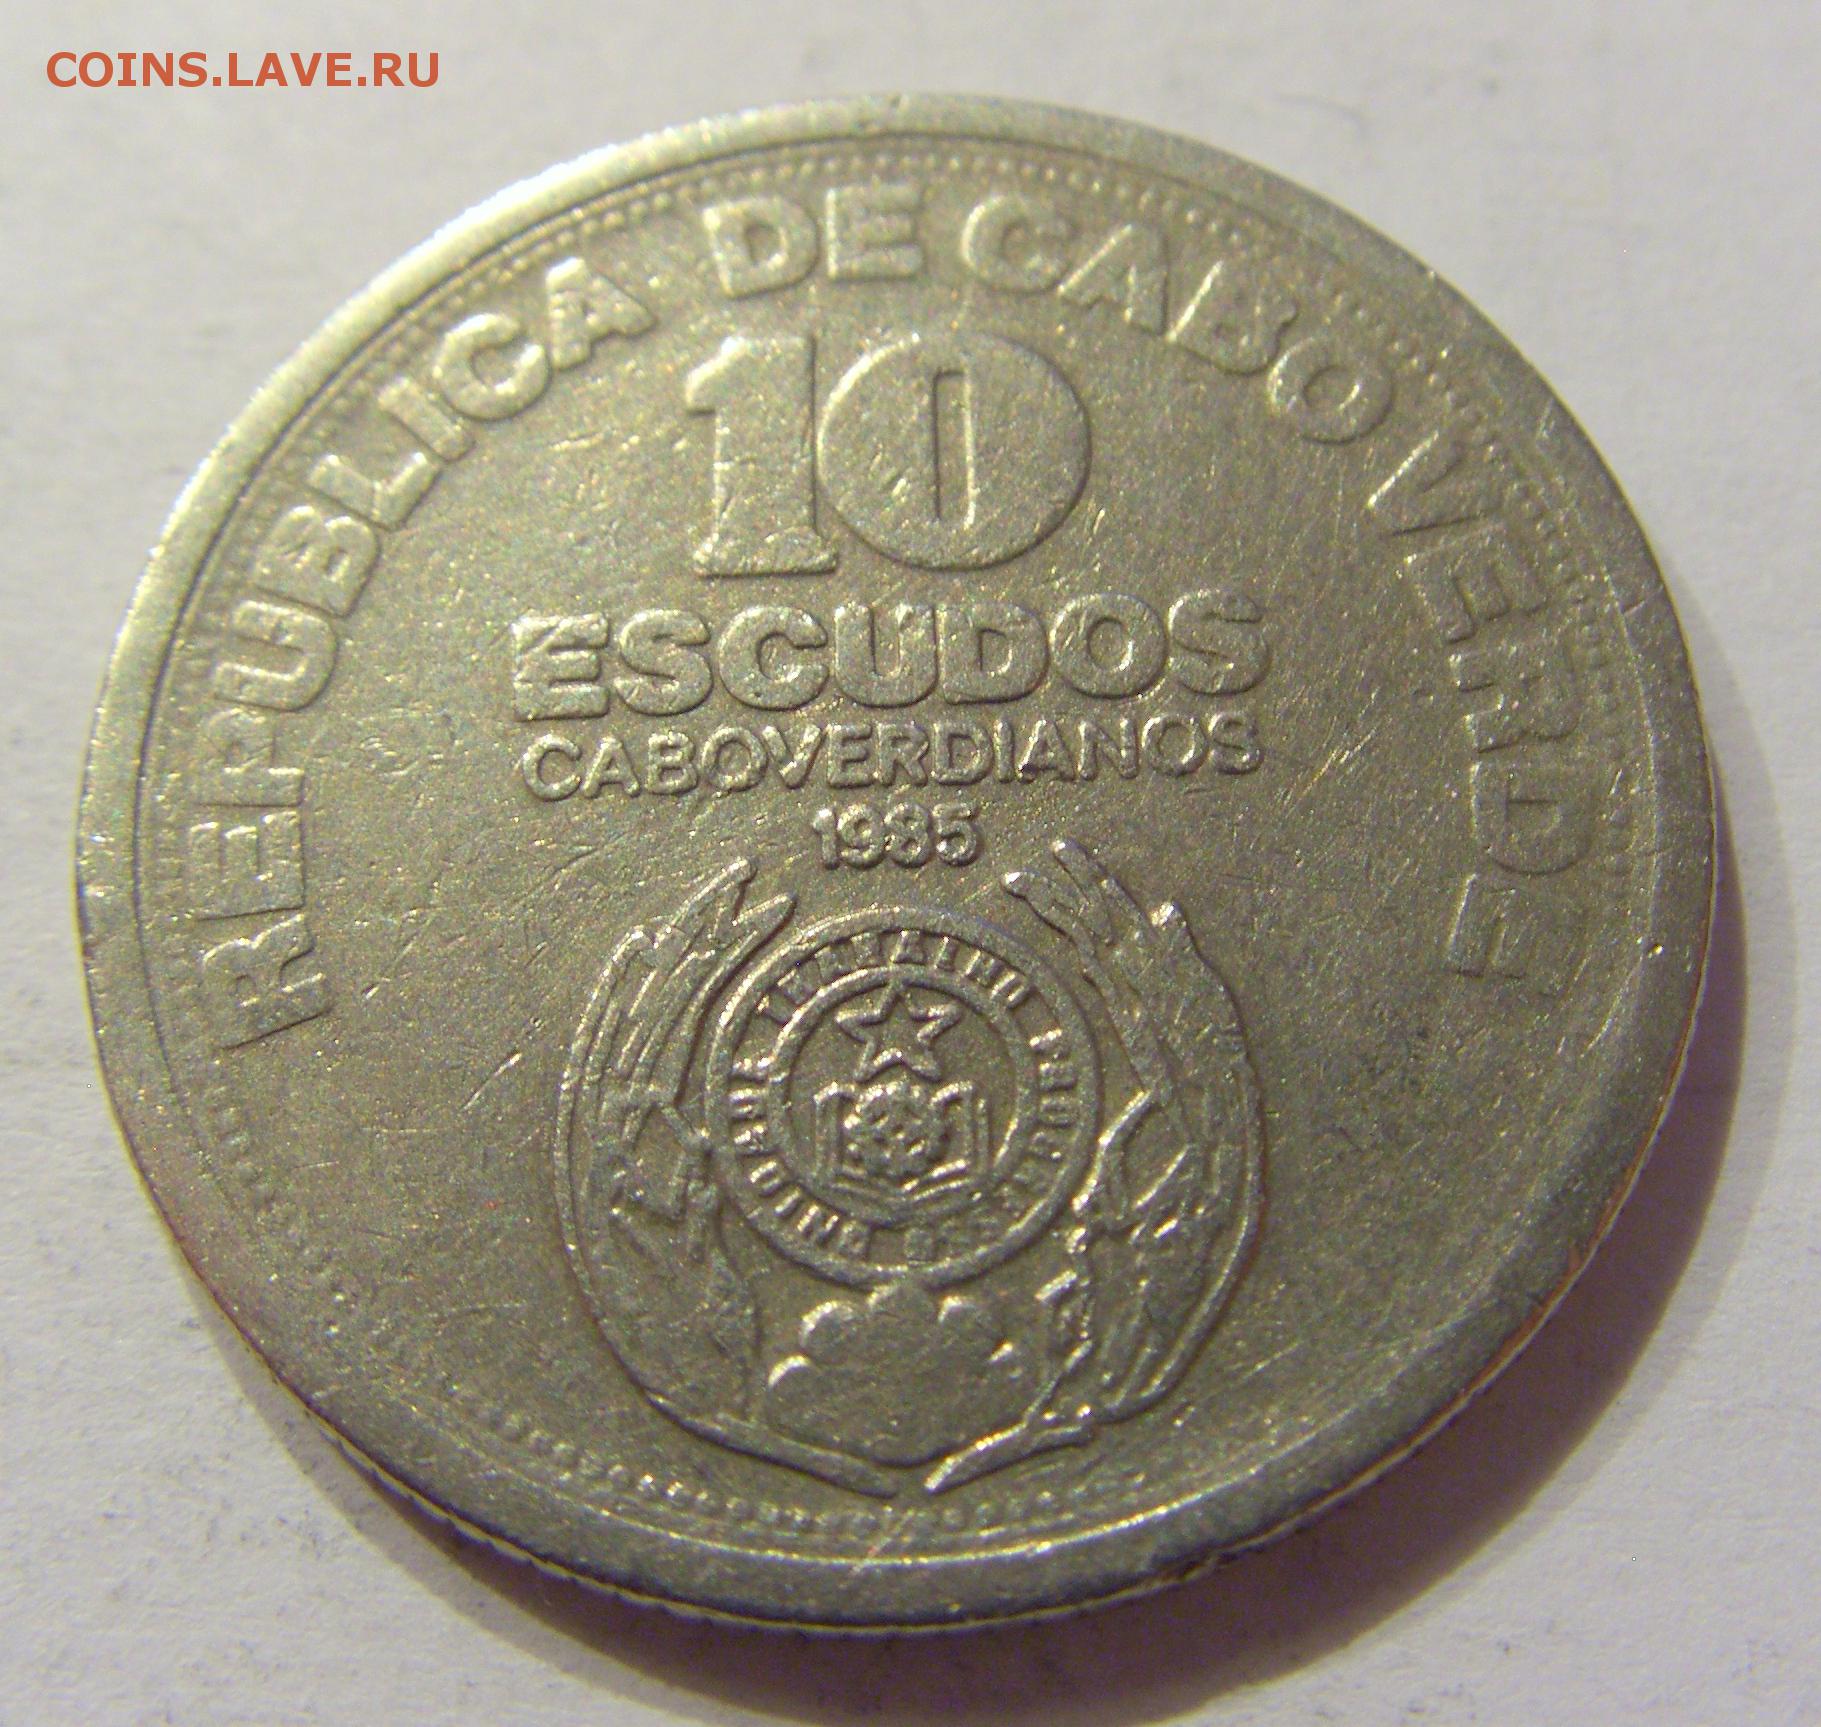 COINS.LAVE.RU
REPUBLICA DE CABO VERDE
10
ESCUDOS
CABOVERDIANOS
1985